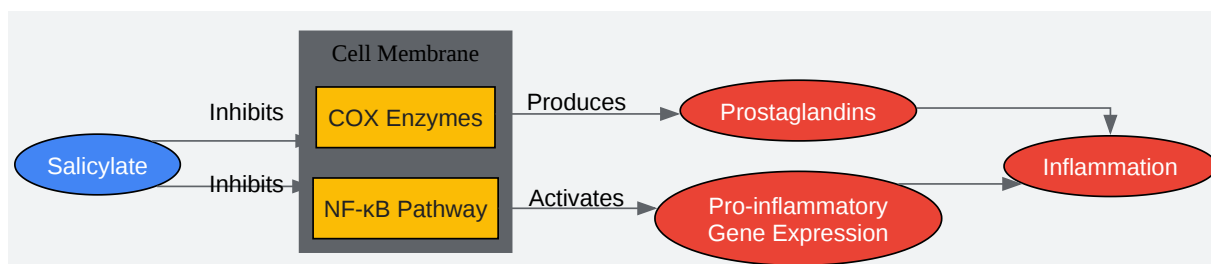 Cell Membrane
Inhibits
COX Enzymes
Produces
Prostaglandins
Salicylate
Inflammation
Inhibits
NF-κB Pathway
Activates
Pro-inflammatory
Gene Expression